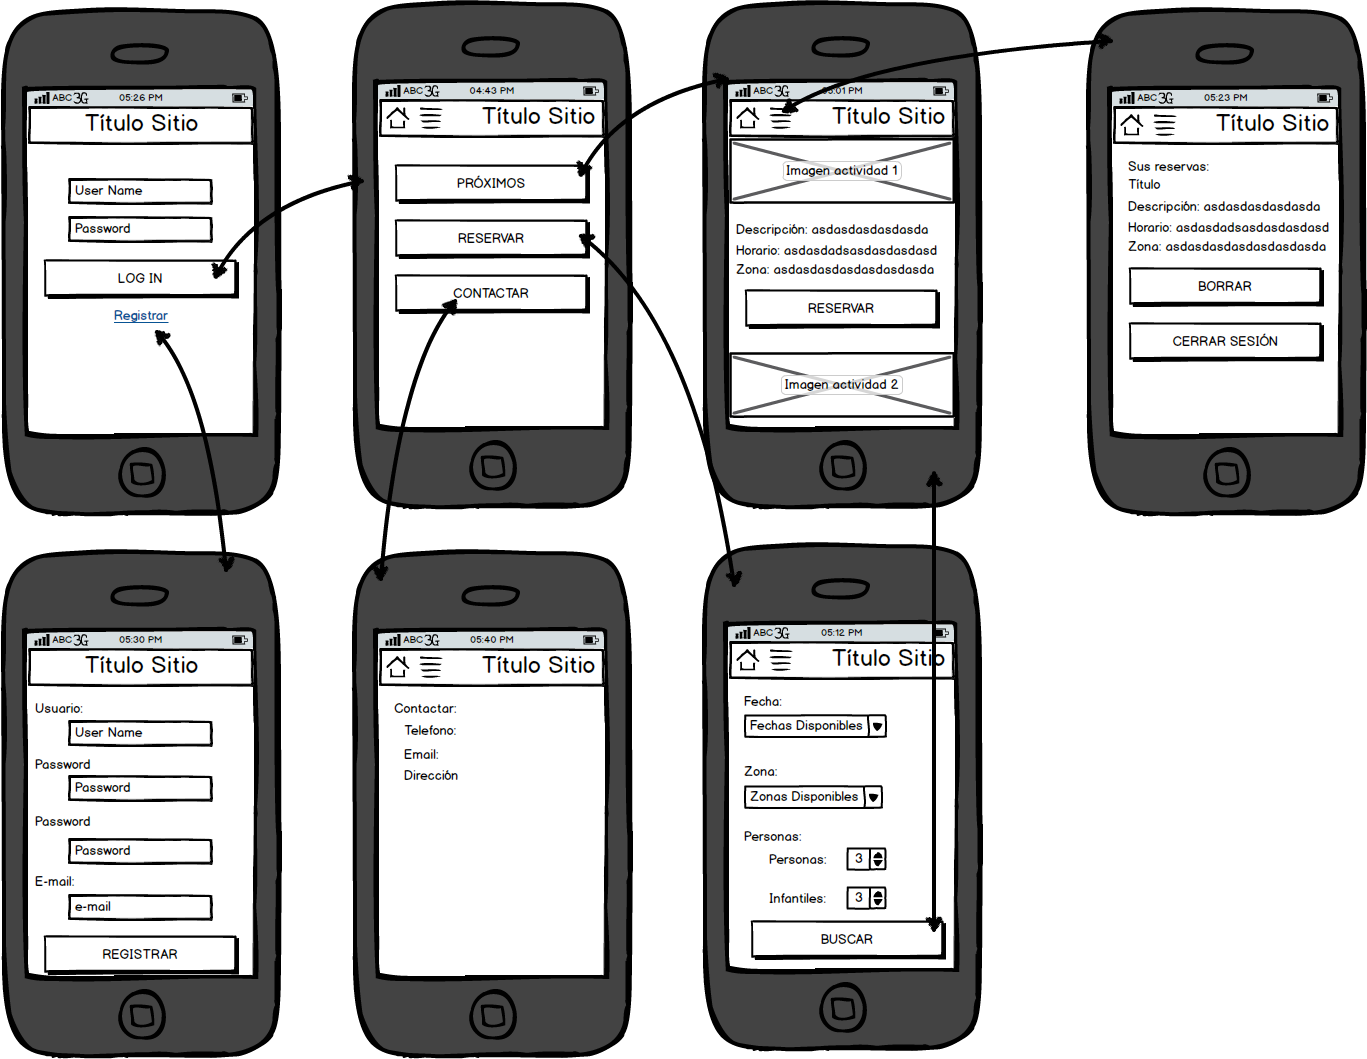 ABC 3G 05:26 PM
Título Sitio
User Name
Password
LOG IN
Registrar
ABC 3G 04:43 PM
Título Sitio
PRÓXIMOS
RESERVAR
CONTACTAR
ABC 3G 05:01 PM
Título Sitio
Imagen actividad 1
Descripción: asdasdasdasdasda
Horario: asdasdadsasdasdasdasd
Zona: asdasdasdasdasdasdasda
RESERVAR
Imagen actividad 2
ABC 3G 05:23 PM
Título Sitio
Sus reservas:
Título
Descripción: asdasdasdasdasda
Horario: asdasdadsasdasdasdasd
Zona: asdasdasdasdasdasdasda
BORRAR
CERRAR SESIÓN
ABC 3G 05:30 PM
Título Sitio
Usuario:
User Name
Password
Password
Password
Password
E-mail:
e-mail
REGISTRAR
ABC 3G 05:40 PM
Título Sitio
Contactar:
Telefono:
Email:
Dirección
ABC 3G 05:12 PM
Título Sitio
Fecha:
Fechas Disponibles
Zona:
Zonas Disponibles
Personas:
Personas: 3
Infantiles: 3
BUSCAR